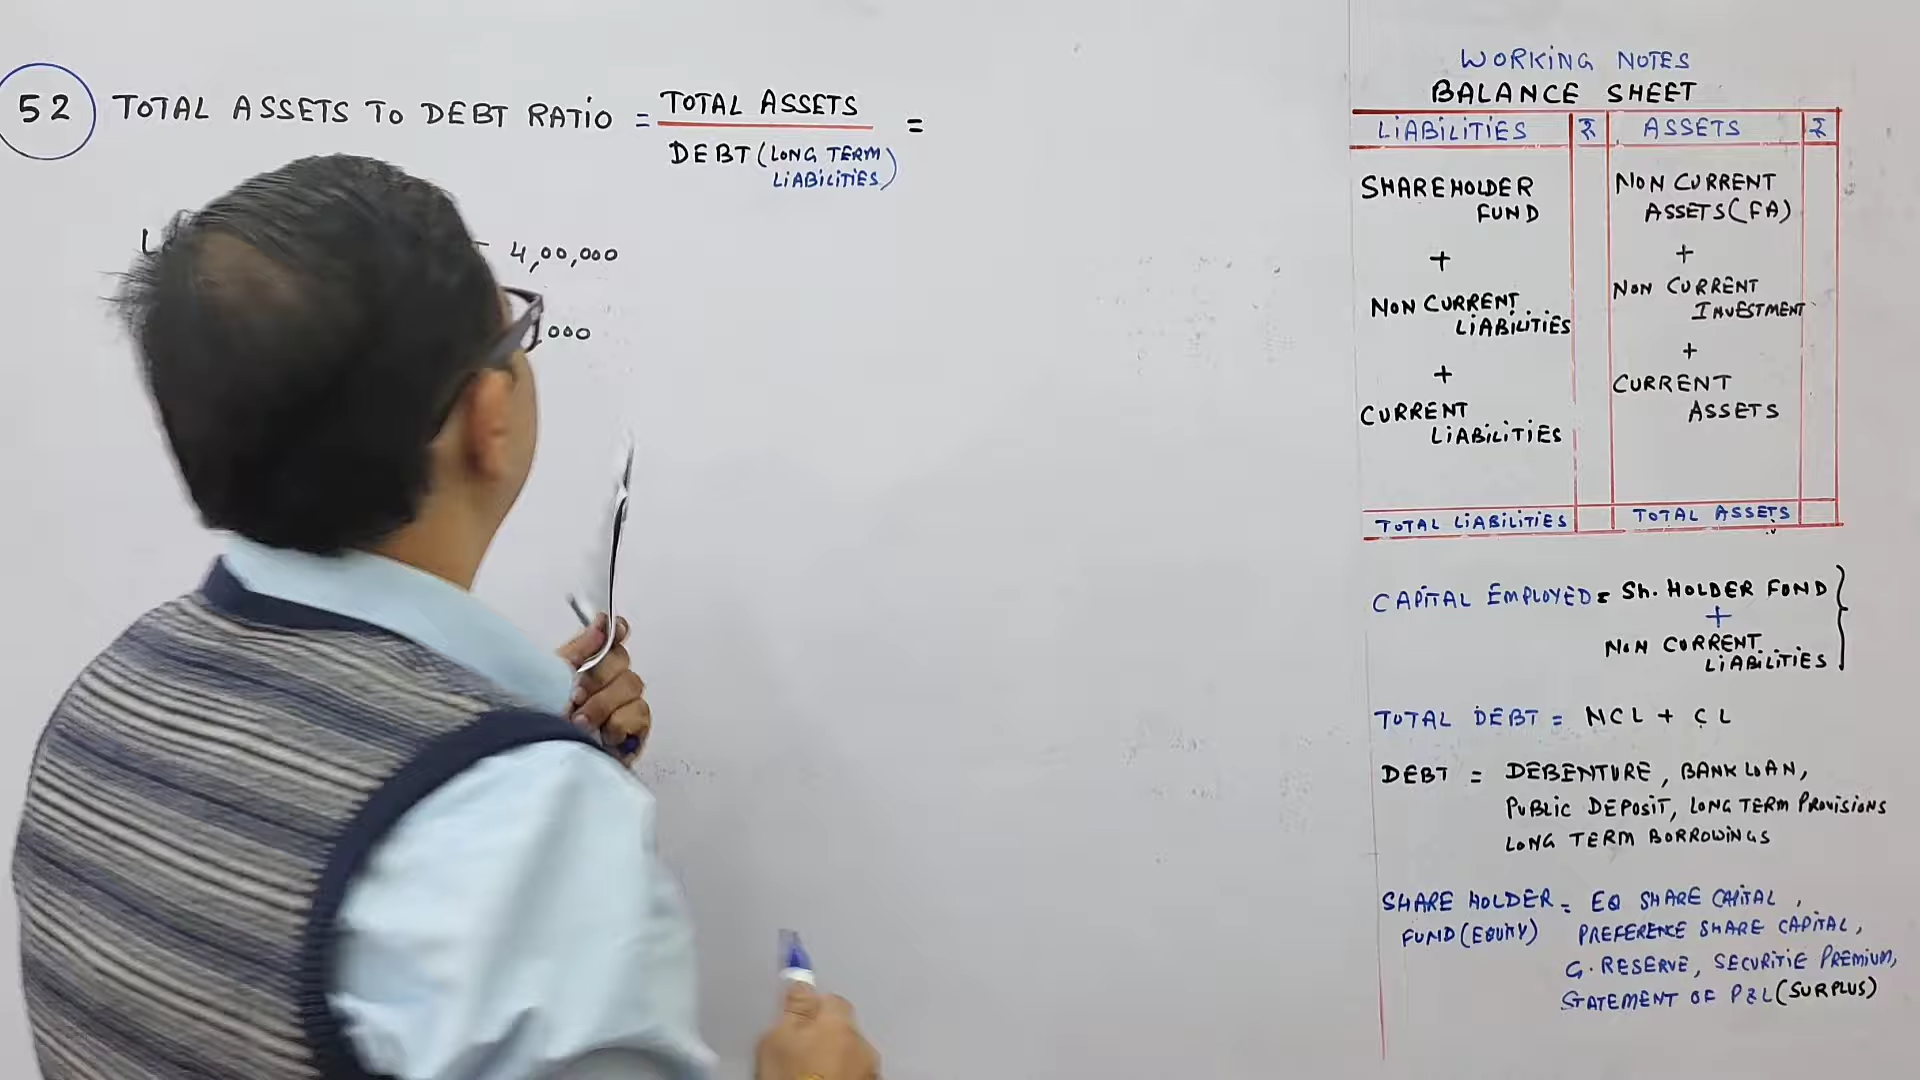 52 TOTAL ASSETS TO DEBT RATIO = TOTAL ASSETS
DEBT (LONG TERM
LIABILITIES)
=
4,00,000
000
WORKING NOTES
BALANCE SHEET
LIABILITIES ₹ ASSETS ₹
SHAREHOLDER
FUND
+
NON CURRENT
LIABILITIES
+
CURRENT
LIABILITIES
NON CURRENT
ASSETS (FA)
+
NON CURRENT
INVESTMENT
+
CURRENT
ASSETS
TOTAL LIABILITIES TOTAL ASSETS
CAPITAL EMPLOYED = SH. HOLDER FUND
+
NON CURRENT
LIABILITIES
TOTAL DEBT = NCL + CL
DEBT = DEBENTURE, BANK LOAN,
PUBLIC DEPOSIT, LONG TERM PROVISIONS
LONG TERM BORROWINGS
SHARE HOLDER = EQ SHARE CAPITAL,
FUND (EQUITY) PREFERENCE SHARE CAPITAL,
G. RESERVE, SECURITIE PREMIUM,
STATEMENT OF P&L (SURPLUS)